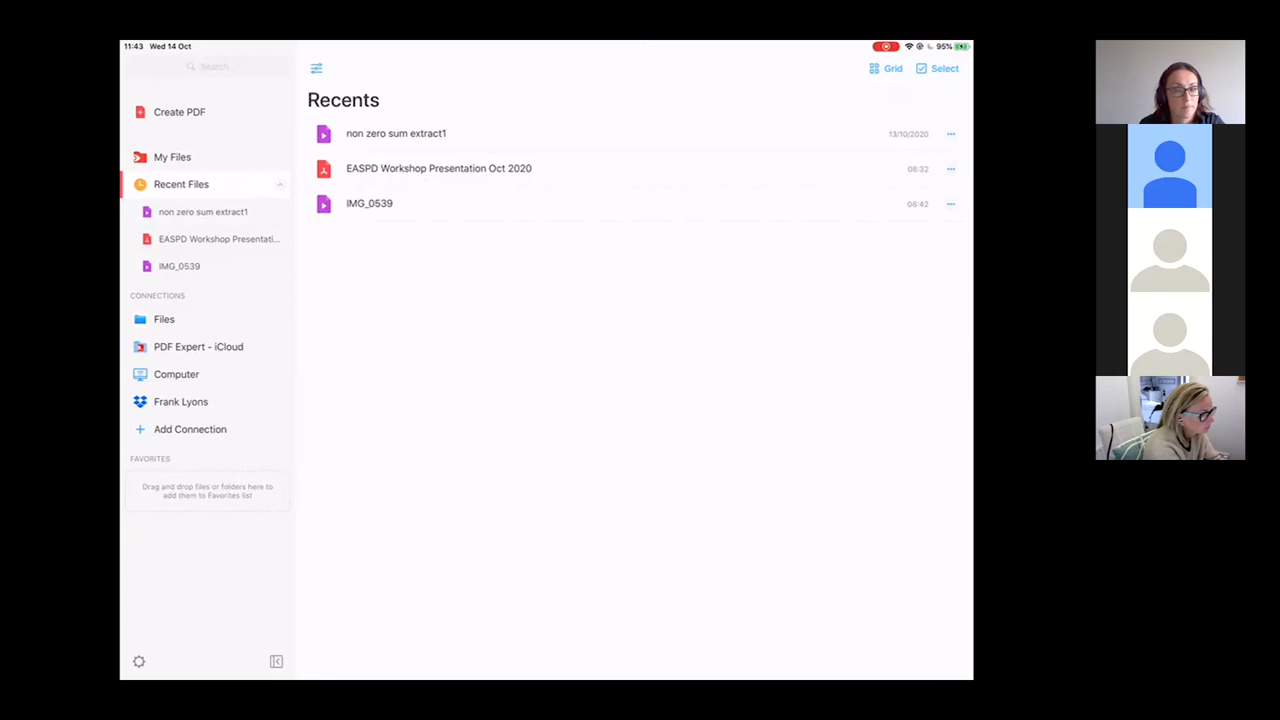 11:43 Wed 14 Oct
95%
Search
Create PDF
My Files
Recent Files
non zero sum extract1
EASPD Workshop Presentati...
IMG_0539
CONNECTIONS
Files
PDF Expert - iCloud
Computer
Frank Lyons
Add Connection
FAVORITES
Drag and drop files or folders here to
add them to Favorites list
Grid
Select
Recents
non zero sum extract1 13/10/2020
EASPD Workshop Presentation Oct 2020 08:32
IMG_0539 08:42